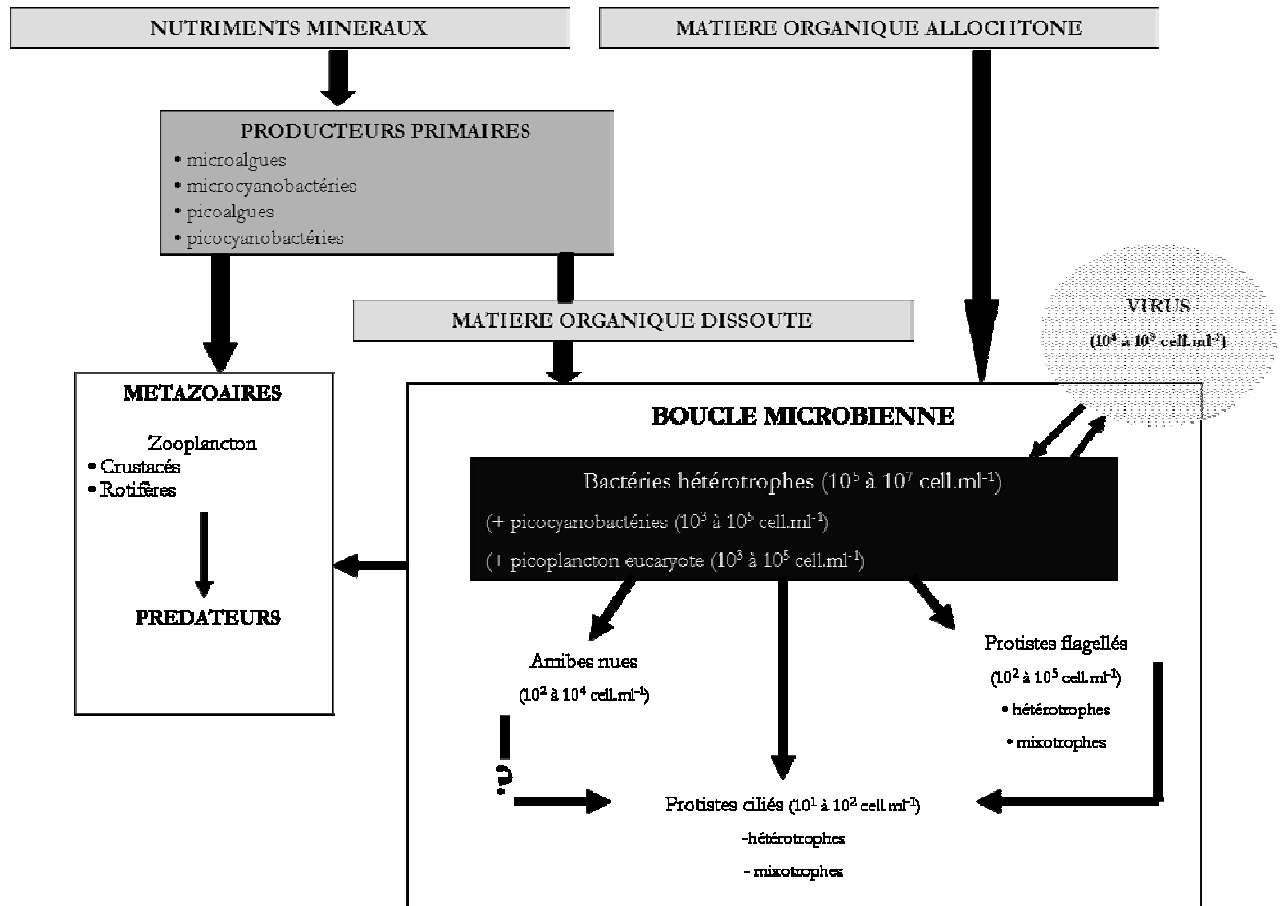 NUTRIMENTS MINERAUX
MATIERE ORGANIQUE ALLOCHTONE
PRODUCTEURS PRIMAIRES
• microalgues
• microcyanobactéries
• picoalgues
• picocyanobactéries
MATIERE ORGANIQUE DISSOUTE
VIRUS
METAZOAIRES
Zooplancton
• Crustacés
• Rotifères
PREDATEURS
BOUCLE MICROBIENNE
Bactéries hétérotrophes (10⁵ à 10⁷ cell.ml⁻¹)
(+ picocyanobactéries (10³ à 10⁵ cell.ml⁻¹)
(+ picoplancton eucaryote (10³ à 10⁵ cell.ml⁻¹)
Amibes nues
(10² à 10⁴ cell.ml⁻¹)
Protistes flagellés
(10² à 10⁵ cell.ml⁻¹)
• hétérotrophes
• mixotrophes
?
Protistes ciliés (10¹ à 10² cell.ml⁻¹)
-hétérotrophes
- mixotrophes